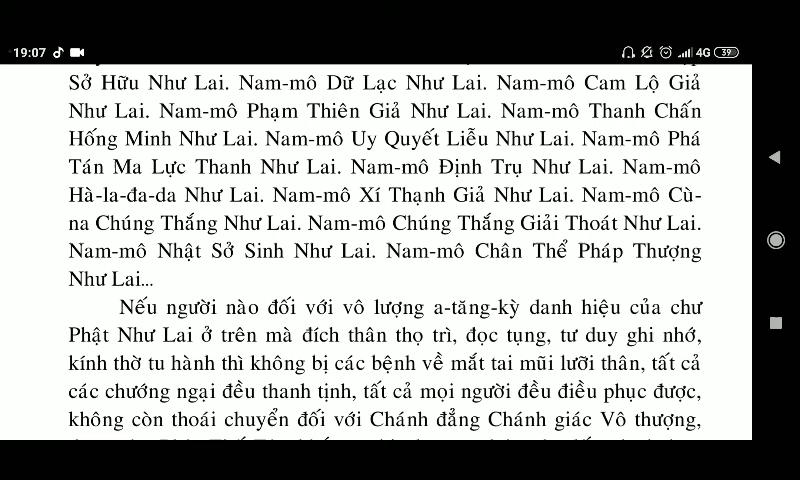 19:07
4G 39
Sở Hữu Như Lai. Nam-mô Dữ Lạc Như Lai. Nam-mô Cam Lộ Giả
Như Lai. Nam-mô Phạm Thiên Giả Như Lai. Nam-mô Thanh Chấn
Hống Minh Như Lai. Nam-mô Uy Quyết Liễu Như Lai. Nam-mô Phá
Tán Ma Lực Thanh Như Lai. Nam-mô Định Trụ Như Lai. Nam-mô
Hà-la-đa-da Như Lai. Nam-mô Xí Thạnh Giả Như Lai. Nam-mô Cù-
na Chúng Thắng Như Lai. Nam-mô Chúng Thắng Giải Thoát Như Lai.
Nam-mô Nhật Sở Sinh Như Lai. Nam-mô Chân Thể Pháp Thượng
Như Lai...
Nếu người nào đối với vô lượng a-tăng-kỳ danh hiệu của chư
Phật Như Lai ở trên mà đích thân thọ trì, đọc tụng, tư duy ghi nhớ,
kính thờ tu hành thì không bị các bệnh về mắt tai mũi lưỡi thân, tất cả
các chướng ngại đều thanh tịnh, tất cả mọi người đều điều phục được,
không còn thoái chuyển đối với Chánh đẳng Chánh giác Vô thượng,